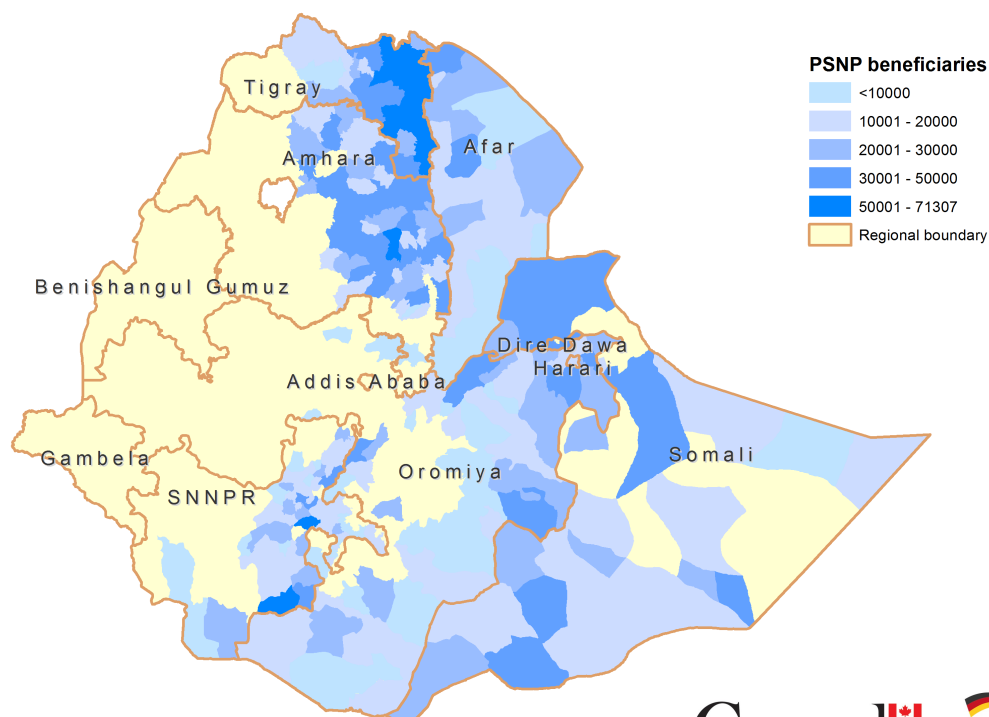 PSNP beneficiaries
<10000
10001 - 20000
20001 - 30000
30001 - 50000
50001 - 71307
Regional boundary
Tigray
Amhara
Afar
Benishangul Gumuz
Dire Dawa
Harari
Addis Ababa
Gambela
Oromiya
Somali
SNNPR